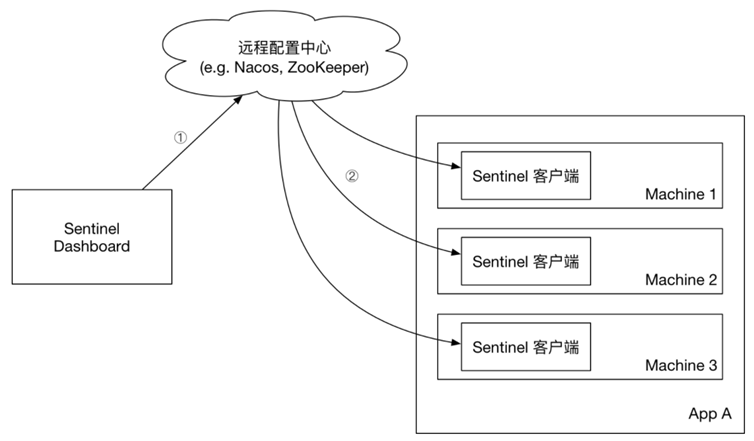 远程配置中心
(e.g. Nacos, ZooKeeper)
①
②
Sentinel
Dashboard
Sentinel 客户端
Machine 1
Sentinel 客户端
Machine 2
Sentinel 客户端
Machine 3
App A